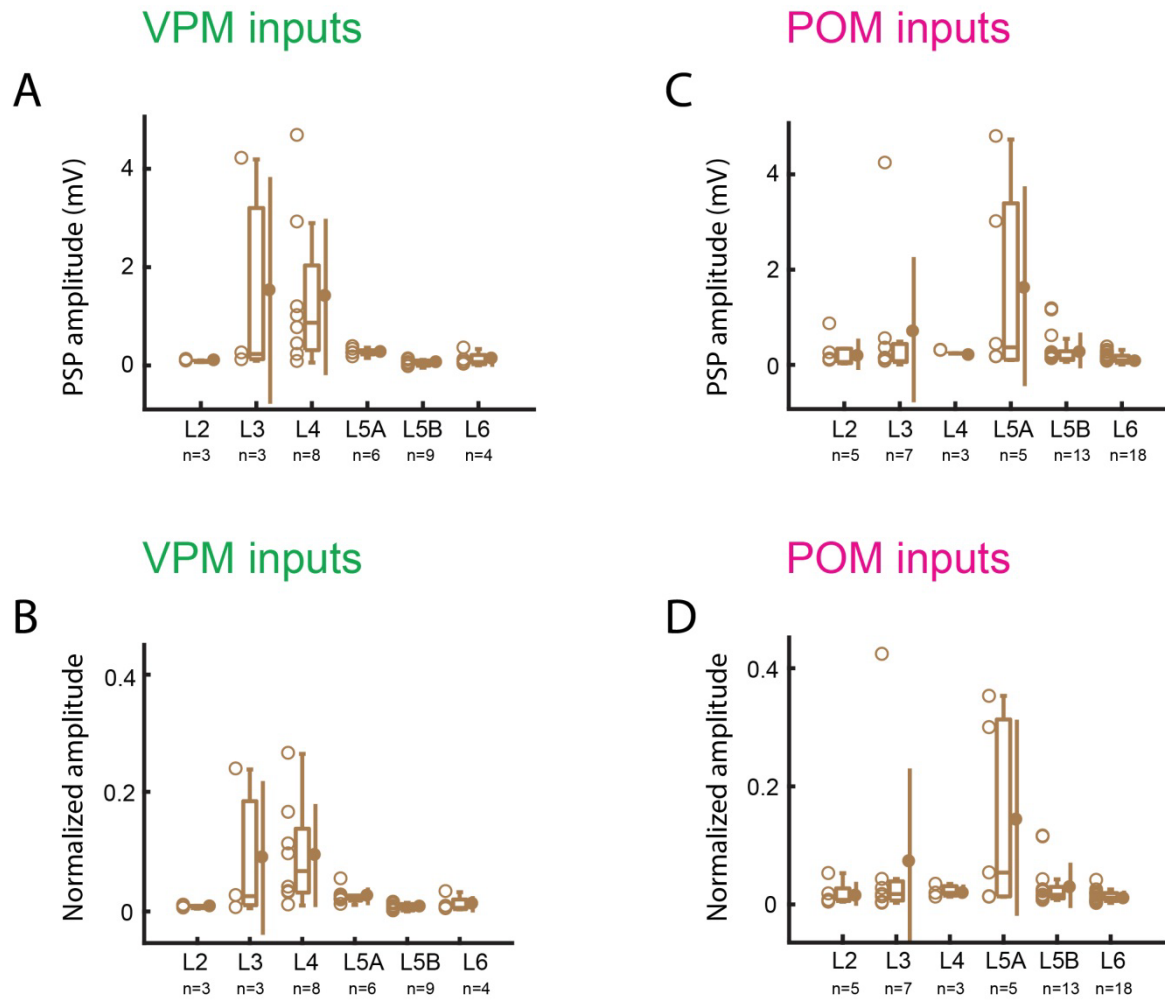 VPM inputs
A
PSP amplitude (mV)
4
2
0
L2 L3 L4 L5A L5B L6
n=3 n=3 n=8 n=6 n=9 n=4
POM inputs
C
PSP amplitude (mV)
4
2
0
L2 L3 L4 L5A L5B L6
n=5 n=7 n=3 n=5 n=13 n=18
VPM inputs
B
Normalized amplitude
0.4
0.2
0
L2 L3 L4 L5A L5B L6
n=3 n=3 n=8 n=6 n=9 n=4
POM inputs
D
Normalized amplitude
0.4
0.2
0
L2 L3 L4 L5A L5B L6
n=5 n=7 n=3 n=5 n=13 n=18